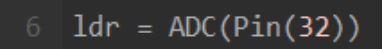 6 ldr = ADC(Pin(32))